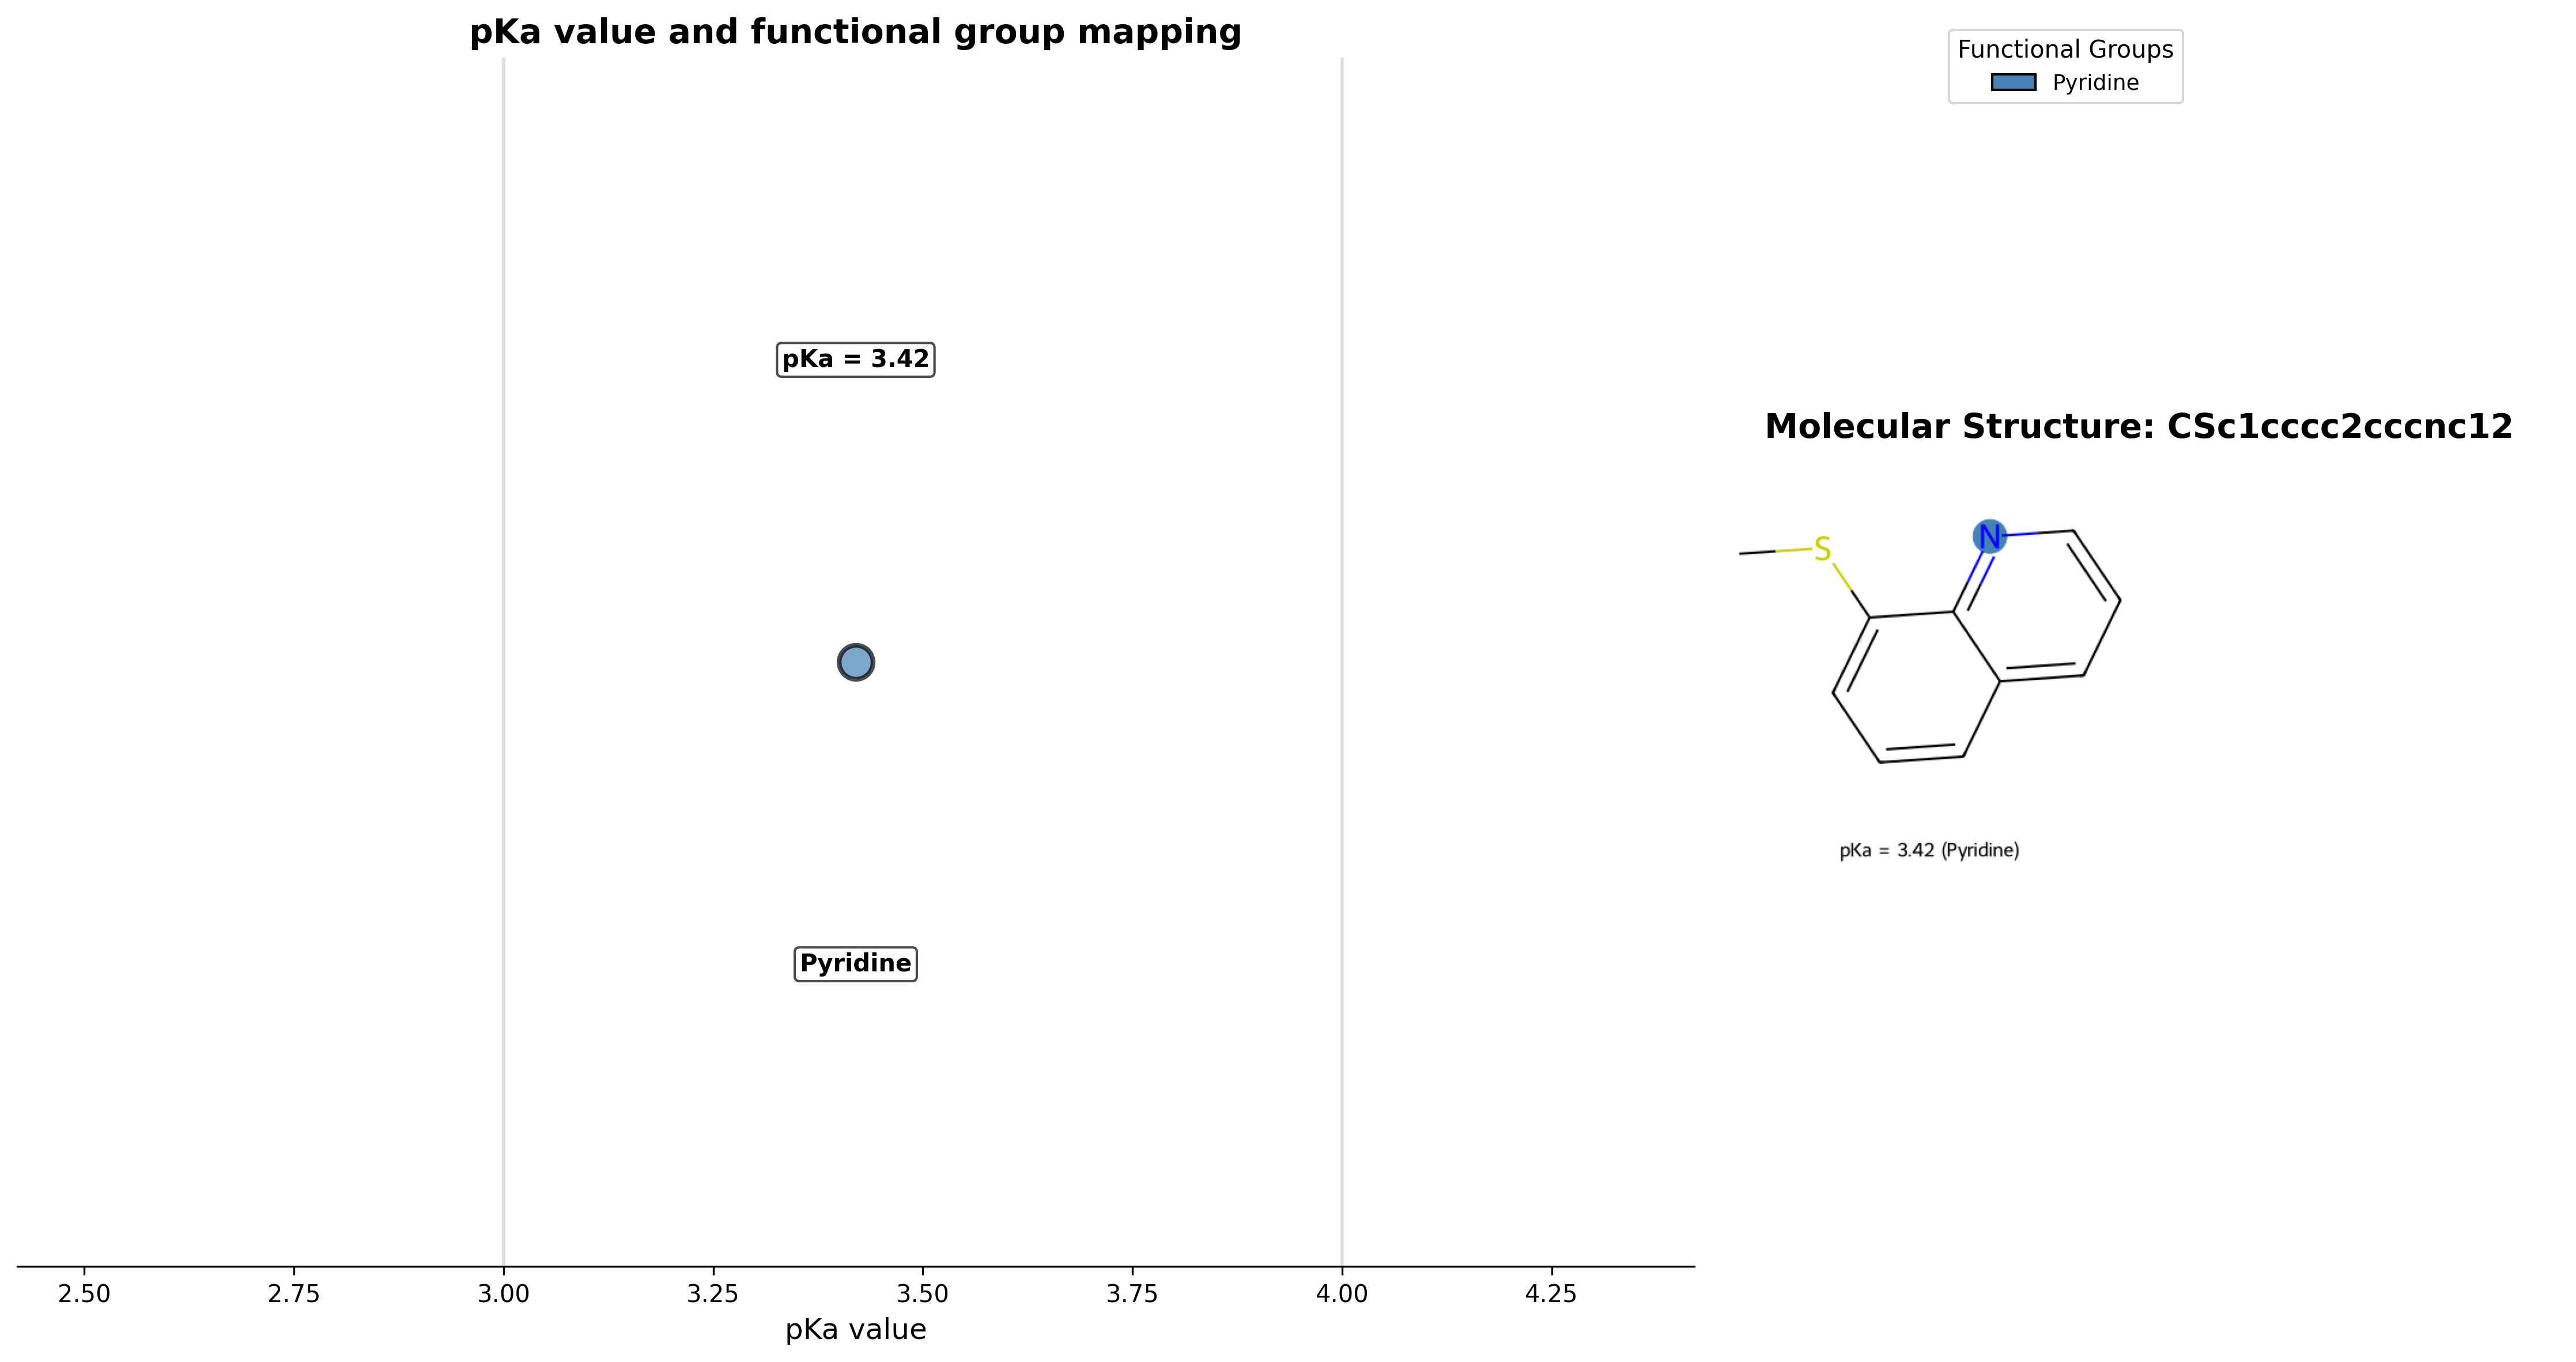 pKa value and functional group mapping
pKa = 3.42
Pyridine
2.50 2.75 3.00 3.25 3.50 3.75 4.00 4.25
pKa value
Functional Groups
Pyridine
Molecular Structure: CSc1cccc2cccnc12
S
N
pKa = 3.42 (Pyridine)